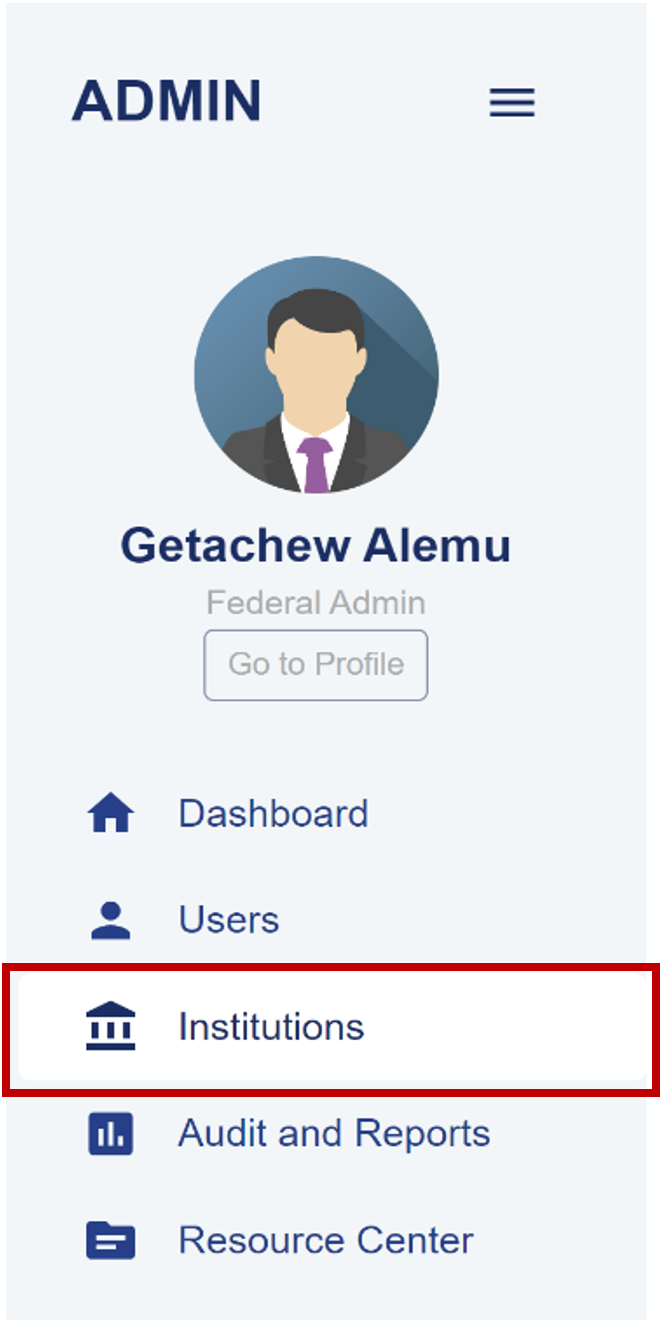 ADMIN
Getachew Alemu
Federal Admin
Go to Profile
Dashboard
Users
Institutions
Audit and Reports
Resource Center